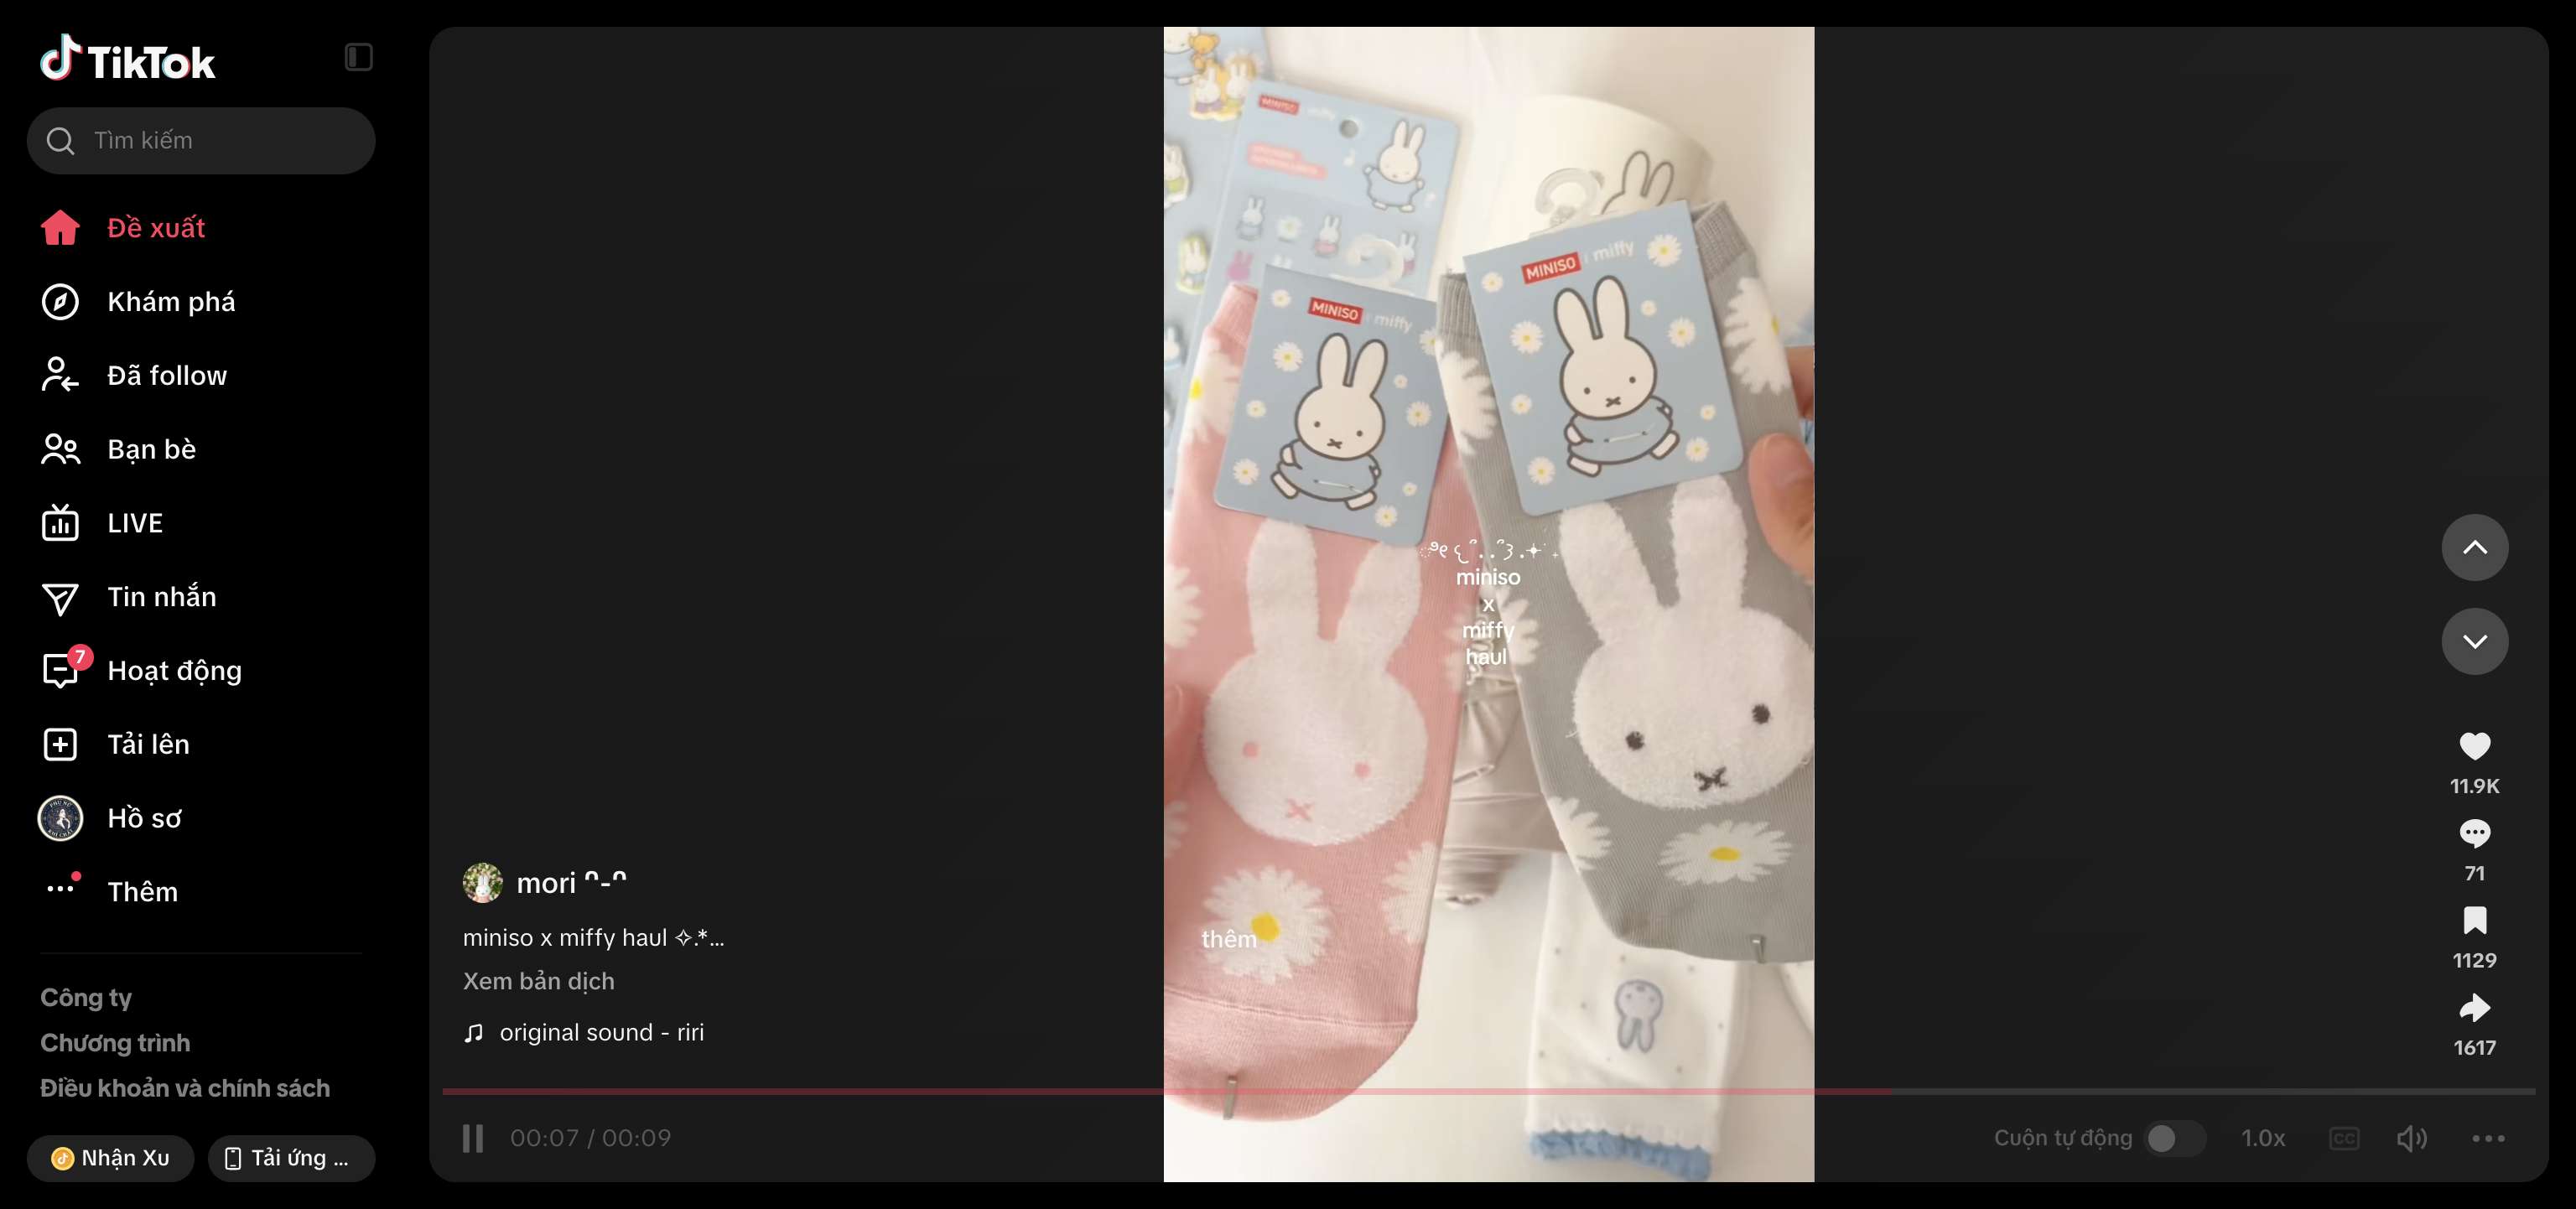 TikTok
Tìm kiếm
Đề xuất
Khám phá
Đã follow
Bạn bè
LIVE
Tin nhắn
7
Hoạt động
Tải lên
Hồ sơ
Thêm
Công ty
Chương trình
Điều khoản và chính sách
Nhận Xu
Tải ứng ...
MINISO
MINISO miffy
MINISO miffy
miniso
x
miffy
haul
thêm
mori ᵔ-ᵔ
miniso x miffy haul ✧.*...
Xem bản dịch
original sound - riri
00:07 / 00:09
11.9K
71
1129
1617
Cuộn tự động
1.0x
CC